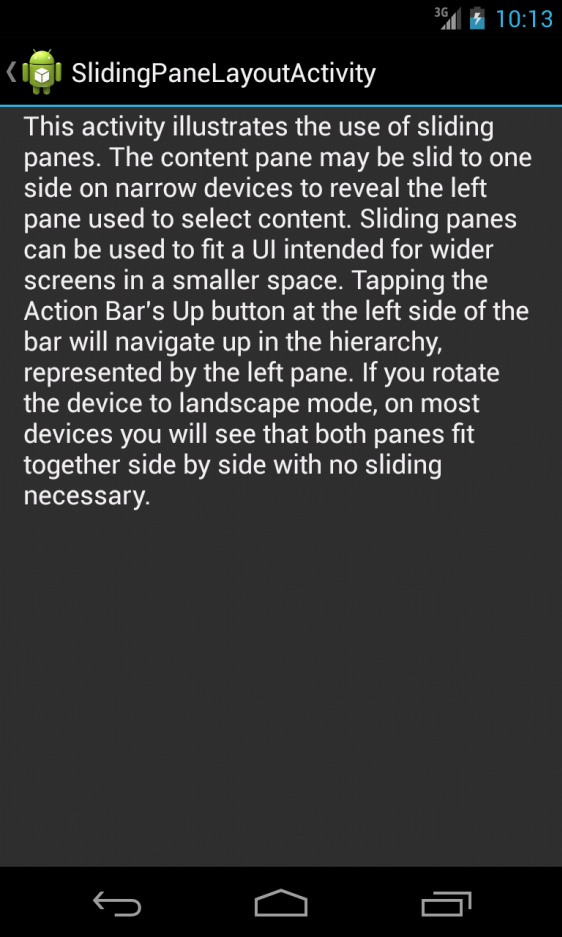 3G 10:13
SlidingPaneLayoutActivity
This activity illustrates the use of sliding
panes. The content pane may be slid to one
side on narrow devices to reveal the left
pane used to select content. Sliding panes
can be used to fit a UI intended for wider
screens in a smaller space. Tapping the
Action Bar's Up button at the left side of the
bar will navigate up in the hierarchy,
represented by the left pane. If you rotate
the device to landscape mode, on most
devices you will see that both panes fit
together side by side with no sliding
necessary.